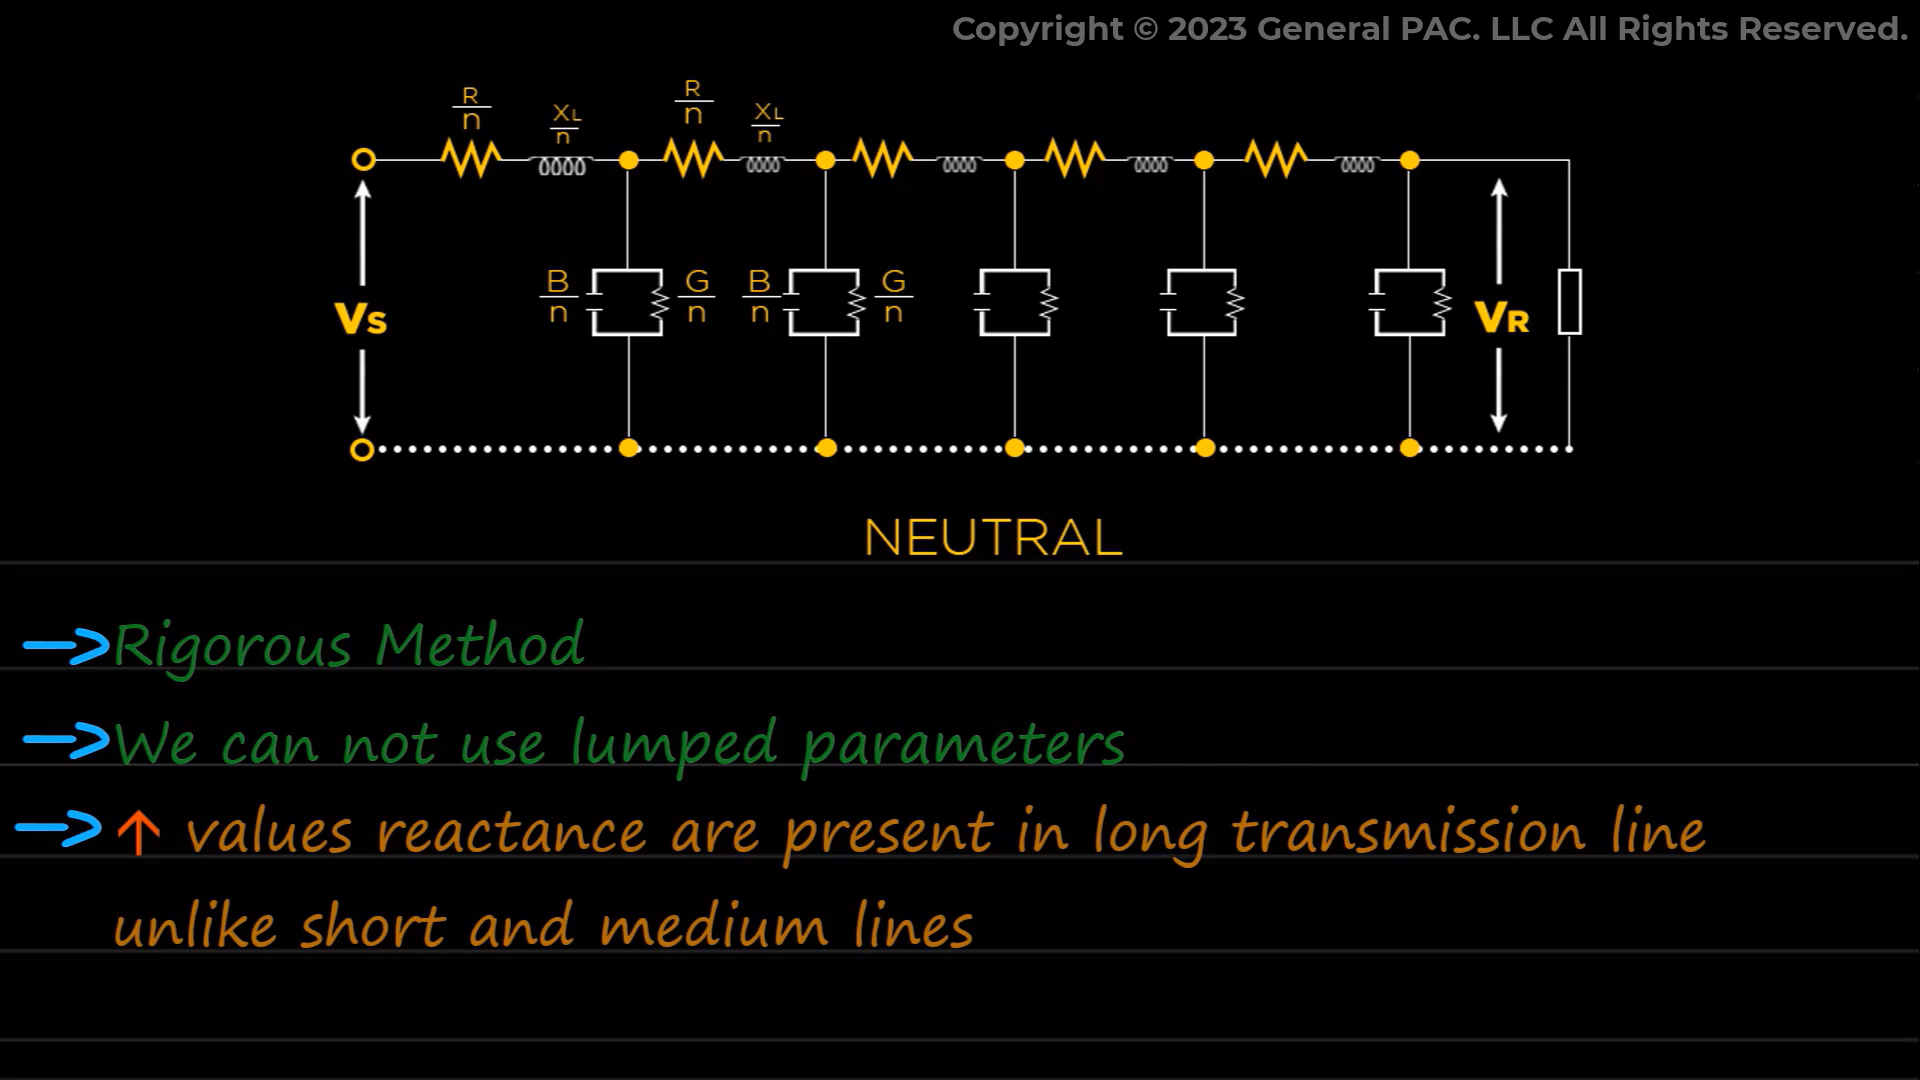 Copyright © 2023 General PAC. LLC All Rights Reserved.
R/n XL/n R/n XL/n
B/n G/n B/n G/n
VS VR
NEUTRAL
Rigorous Method
We can not use lumped parameters
↑ values reactance are present in long transmission line
unlike short and medium lines